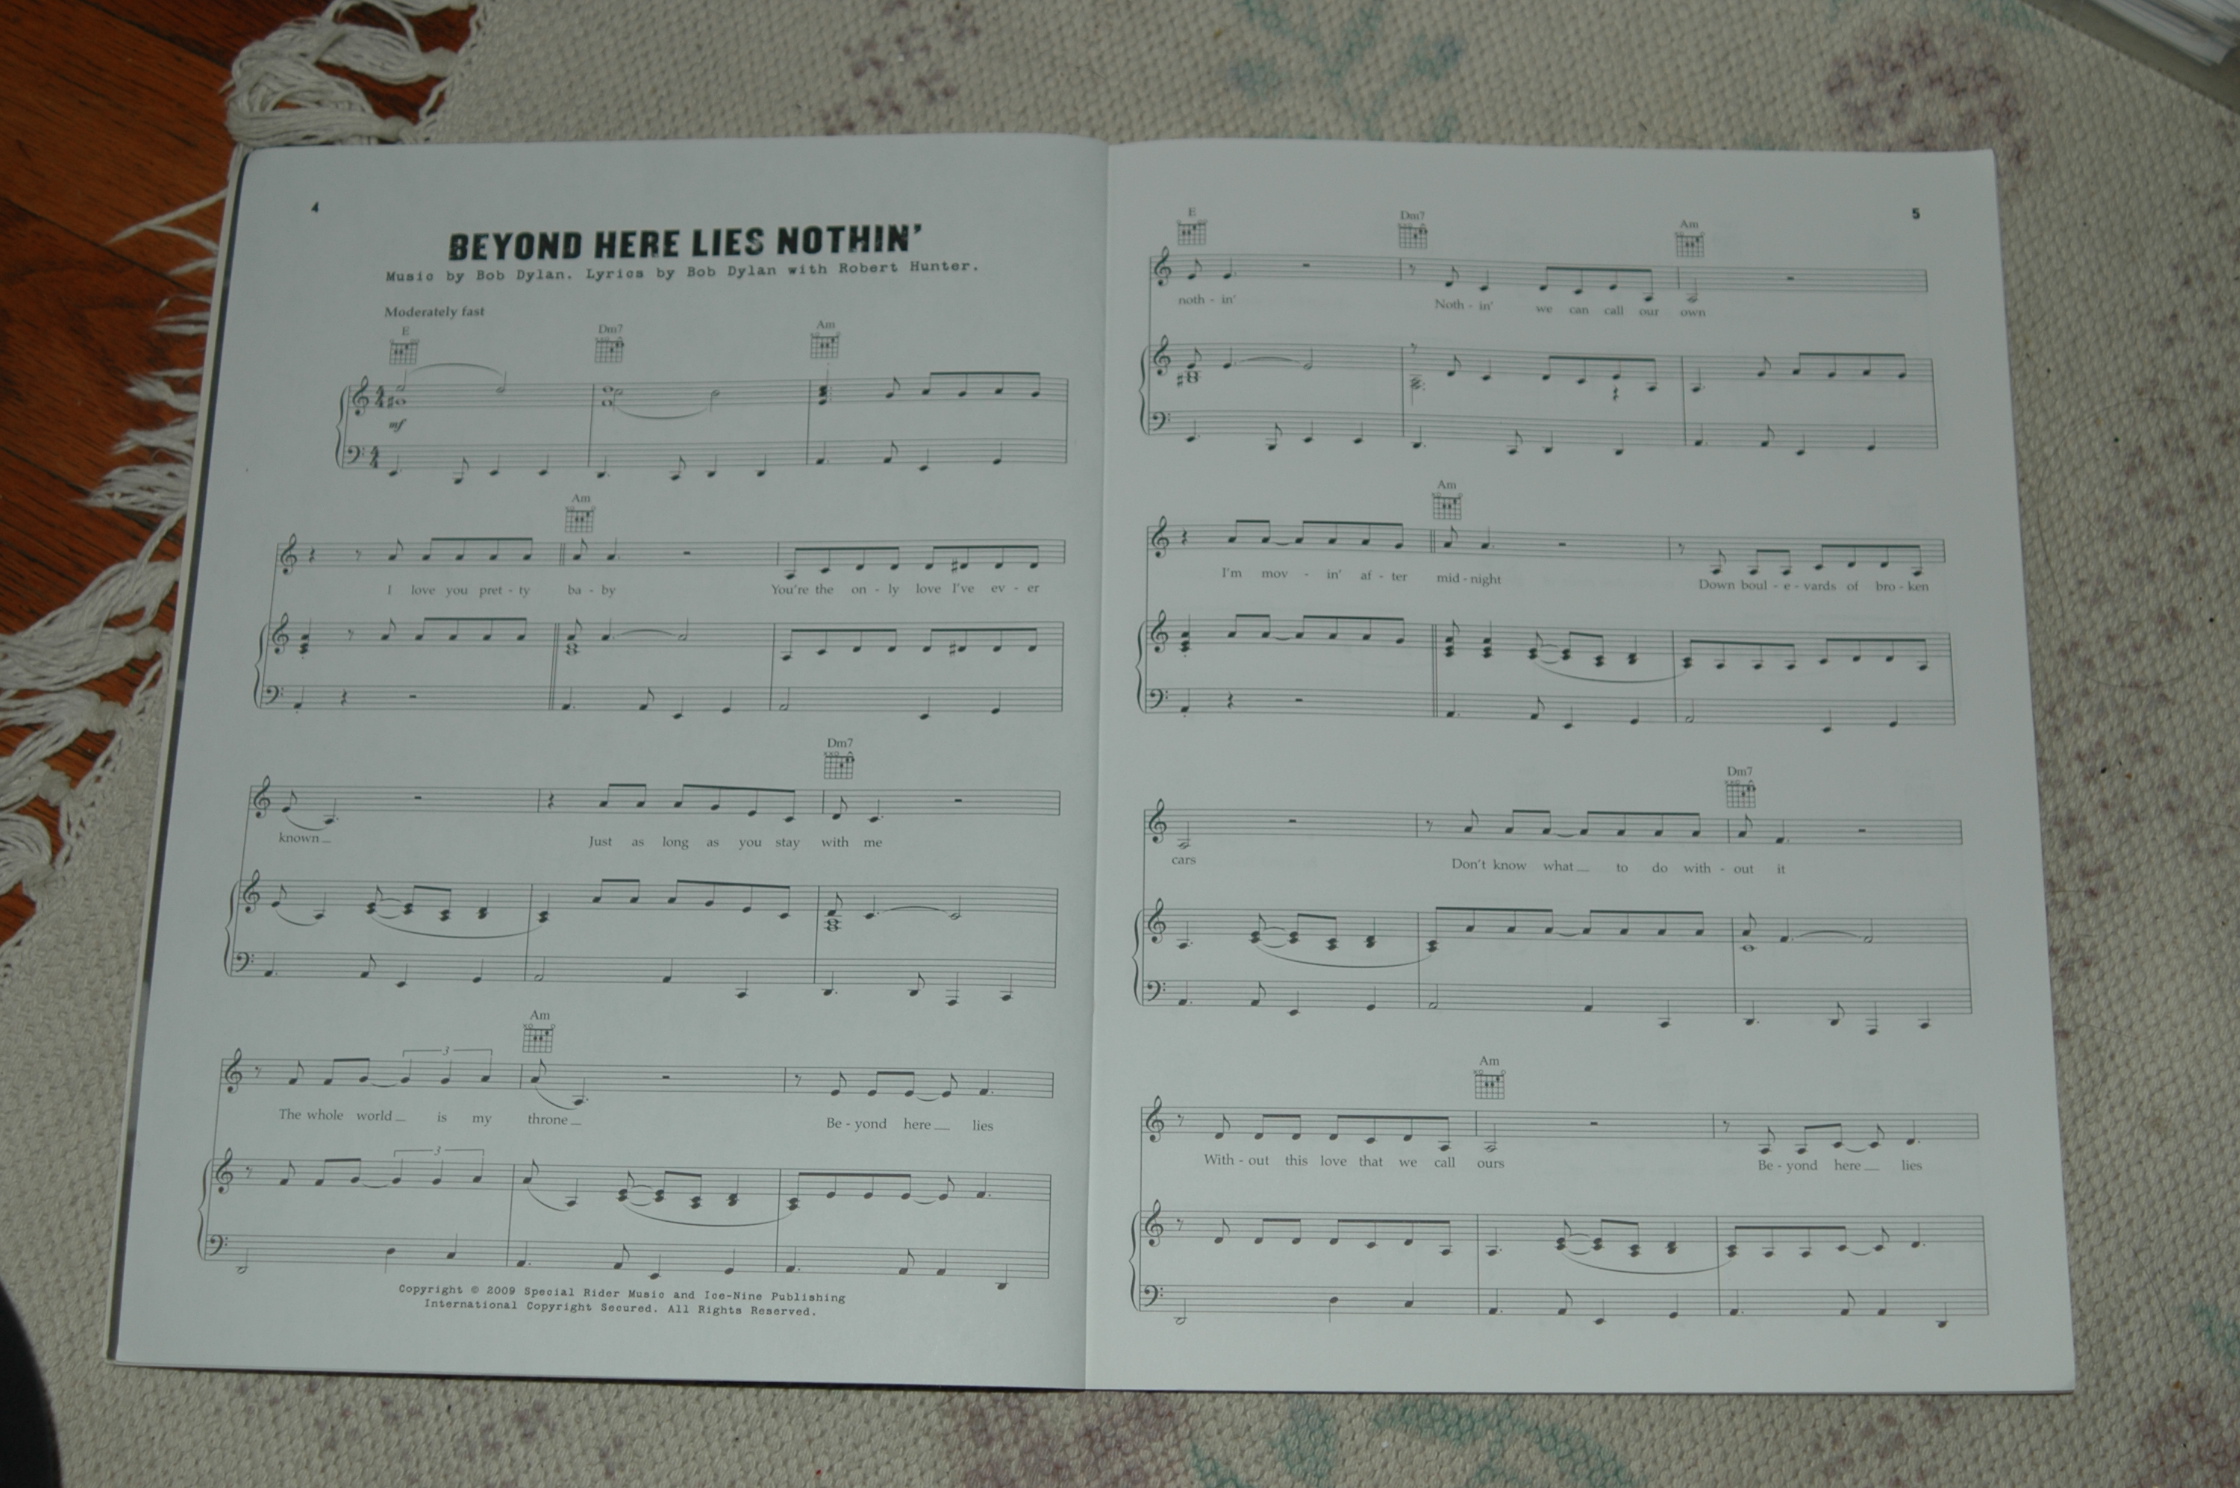 4
BEYOND HERE LIES NOTHIN'
Music by Bob Dylan. Lyrics by Bob Dylan with Robert Hunter.
Moderately fast
E Dm7 Am
mf
Am
I love you pret - ty ba - by You're the on - ly love I've ev - er
Dm7
known Just as long as you stay with me
Am
3
The whole world is my throne Be - yond here lies
3
Copyright © 2009 Special Rider Music and Ice-Nine Publishing
International Copyright Secured. All Rights Reserved.
5
E Dm7 Am
noth - in' Noth - in' we can call our own
Am
I'm mov - in' af - ter mid - night Down boul - e - vards of bro - ken
Dm7
cars Don't know what to do with - out it
Am
With - out this love that we call ours Be - yond here lies